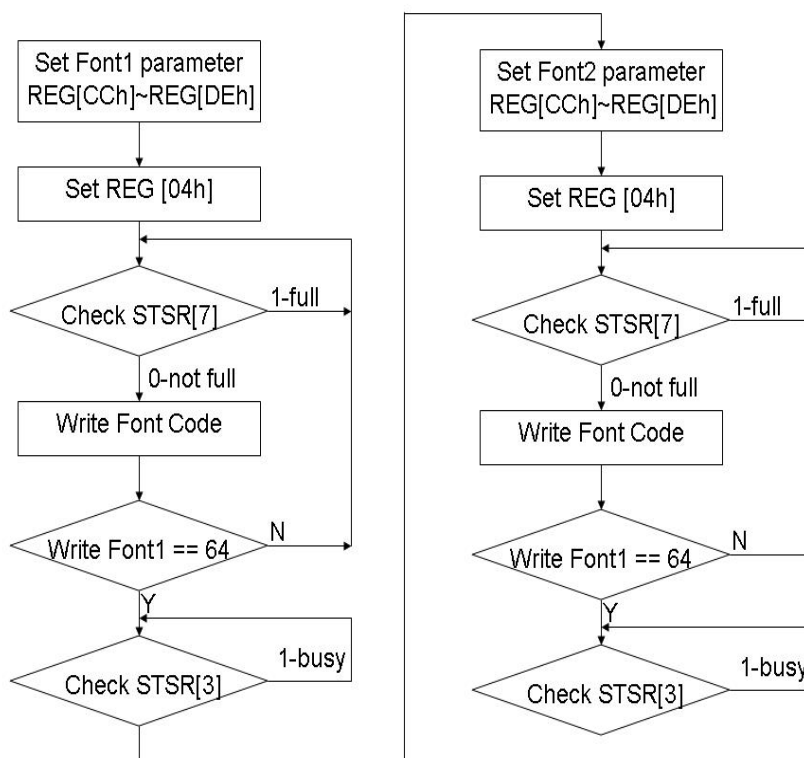 Set Font1 parameter
REG[CCh]~REG[DEh]
Set REG [04h]
Check STSR[7]
1-full
0-not full
Write Font Code
Write Font1 == 64
N
Y
Check STSR[3]
1-busy
Set Font2 parameter
REG[CCh]~REG[DEh]
Set REG [04h]
Check STSR[7]
1-full
0-not full
Write Font Code
Write Font1 == 64
N
Y
Check STSR[3]
1-busy